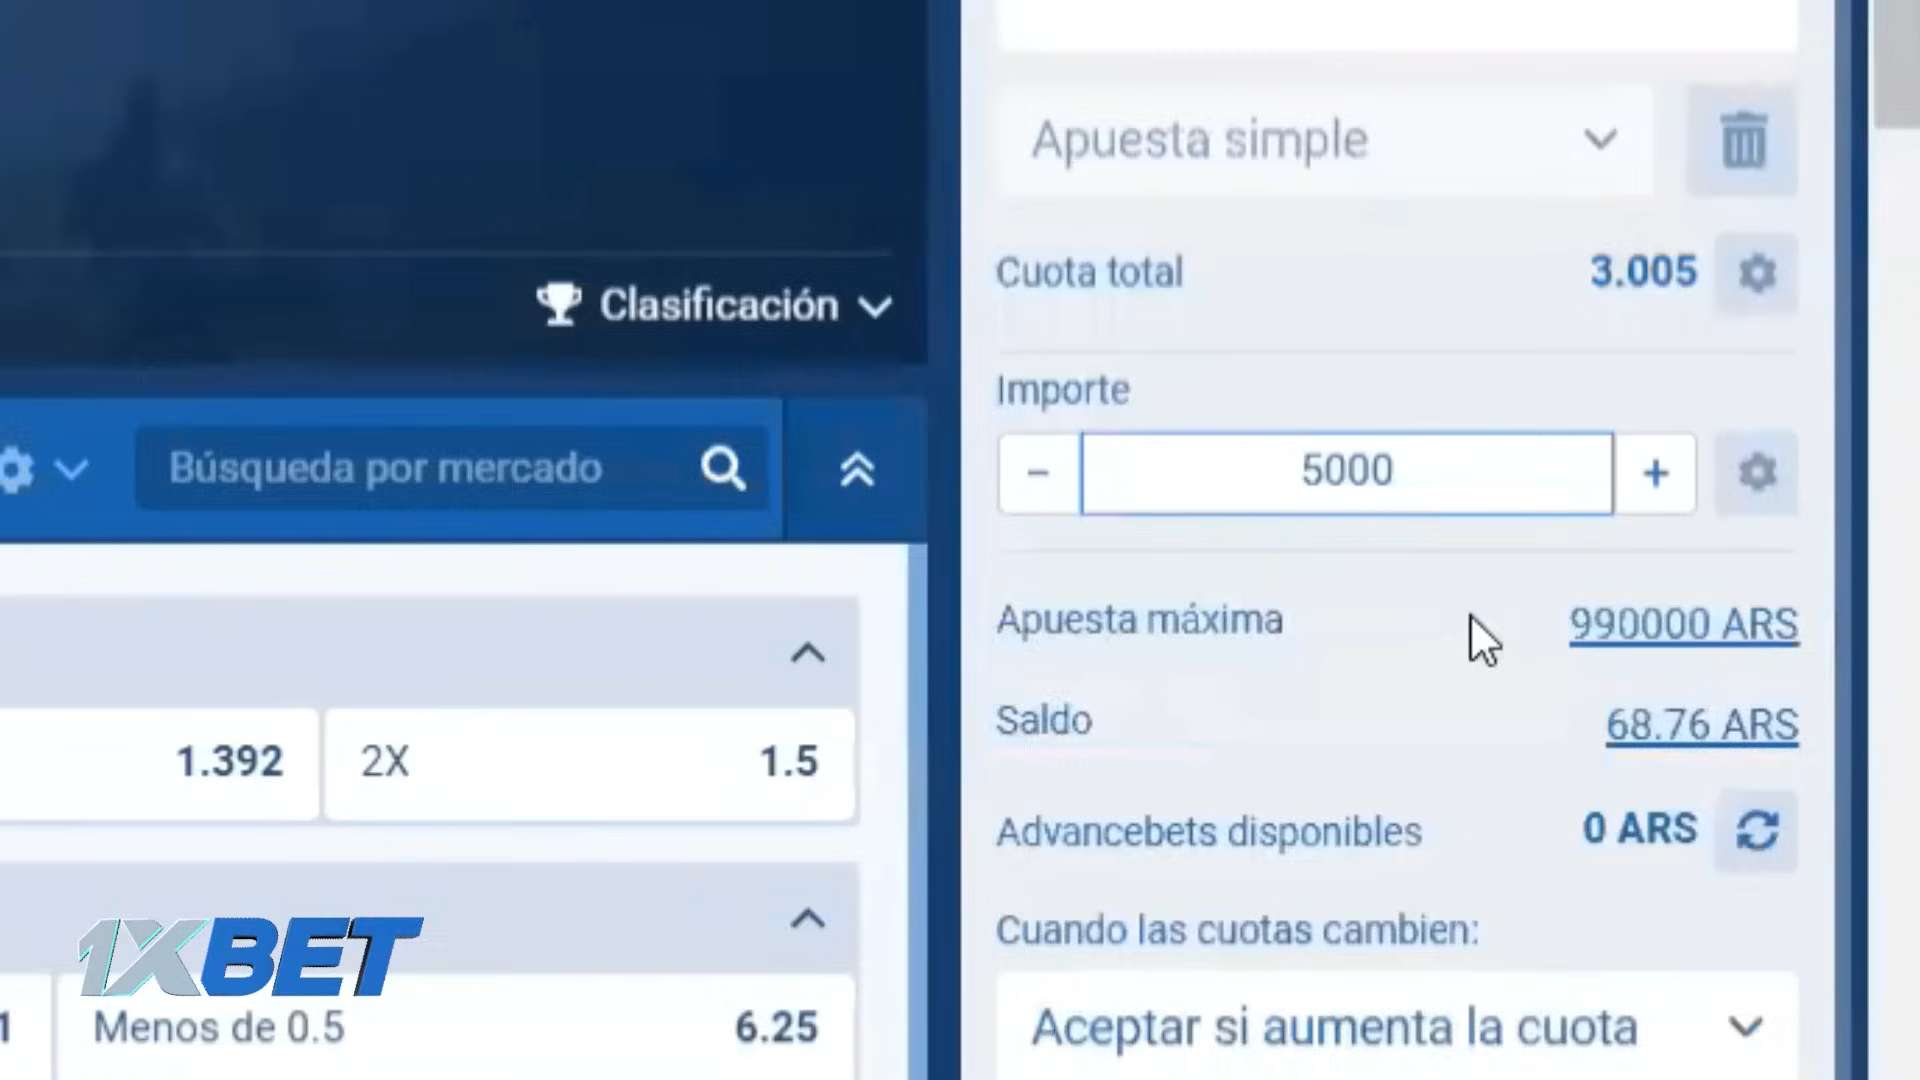 Clasificación
Búsqueda por mercado
1.392
2X 1.5
1XBET
Menos de 0.5 6.25
Apuesta simple
Cuota total 3.005
Importe
− 5000 +
Apuesta máxima 990000 ARS
Saldo 68.76 ARS
Advancebets disponibles 0 ARS
Cuando las cuotas cambien:
Aceptar si aumenta la cuota